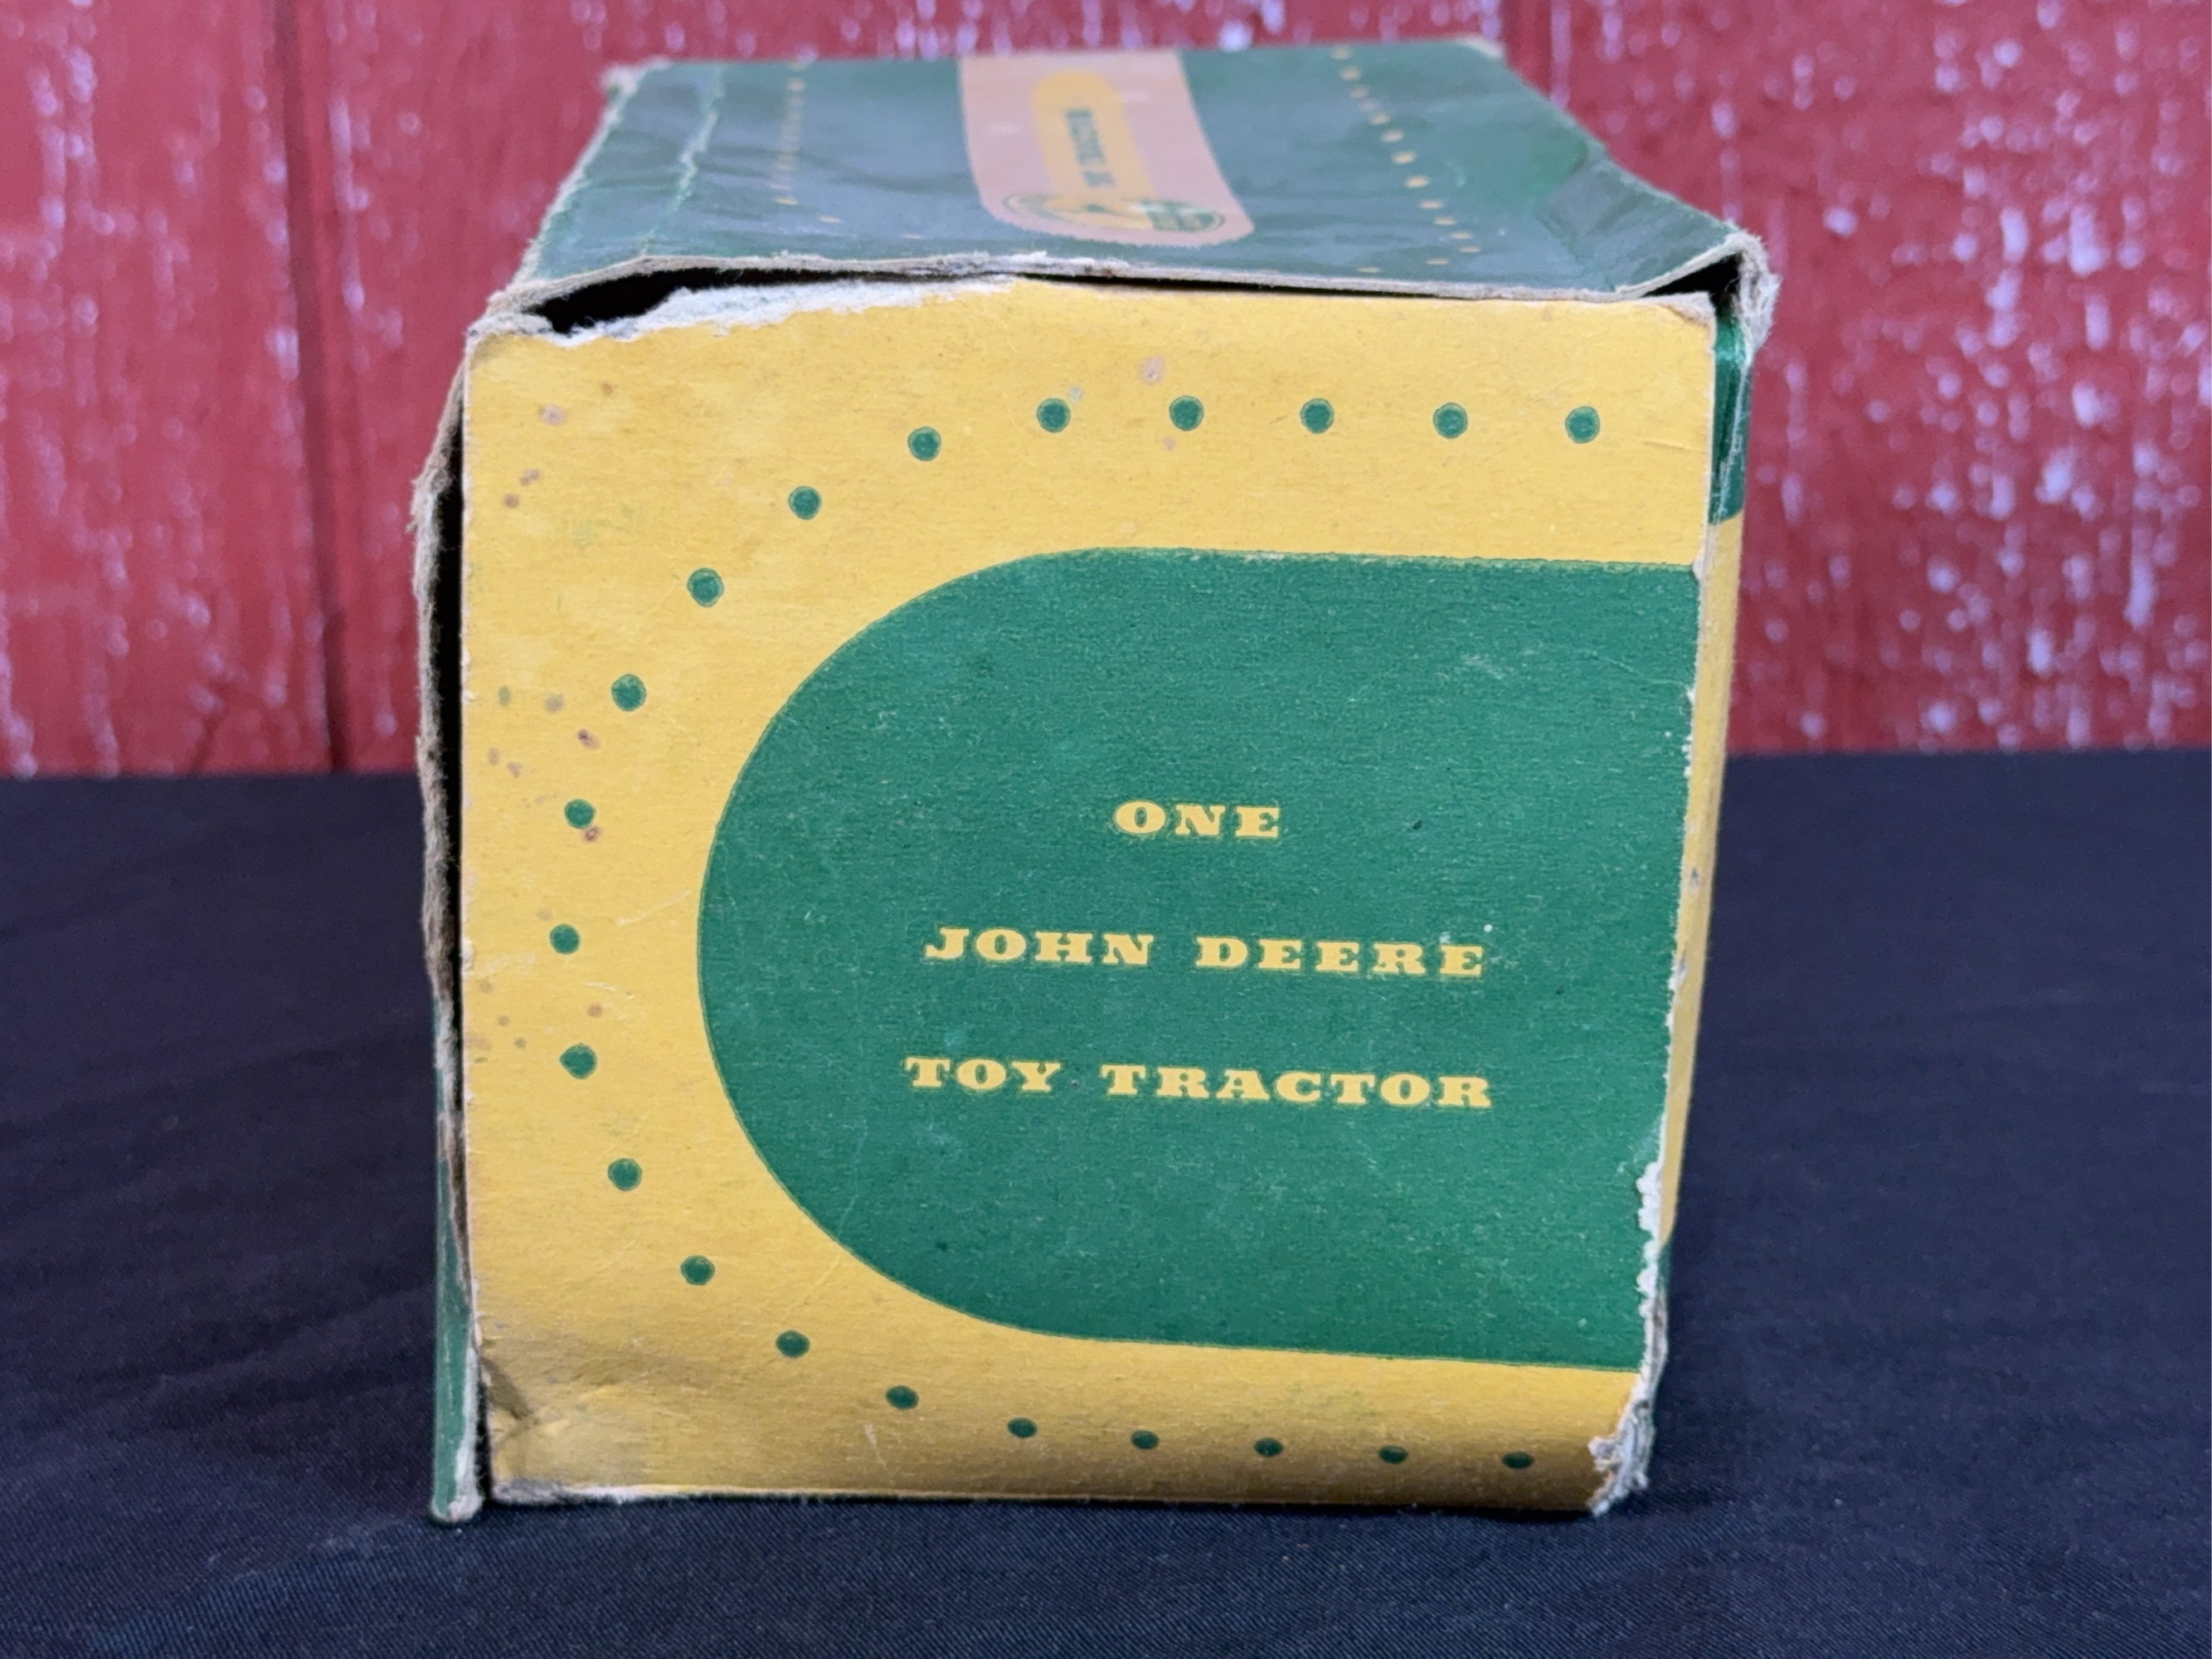 ONE
JOHN DEERE
TOY TRACTOR